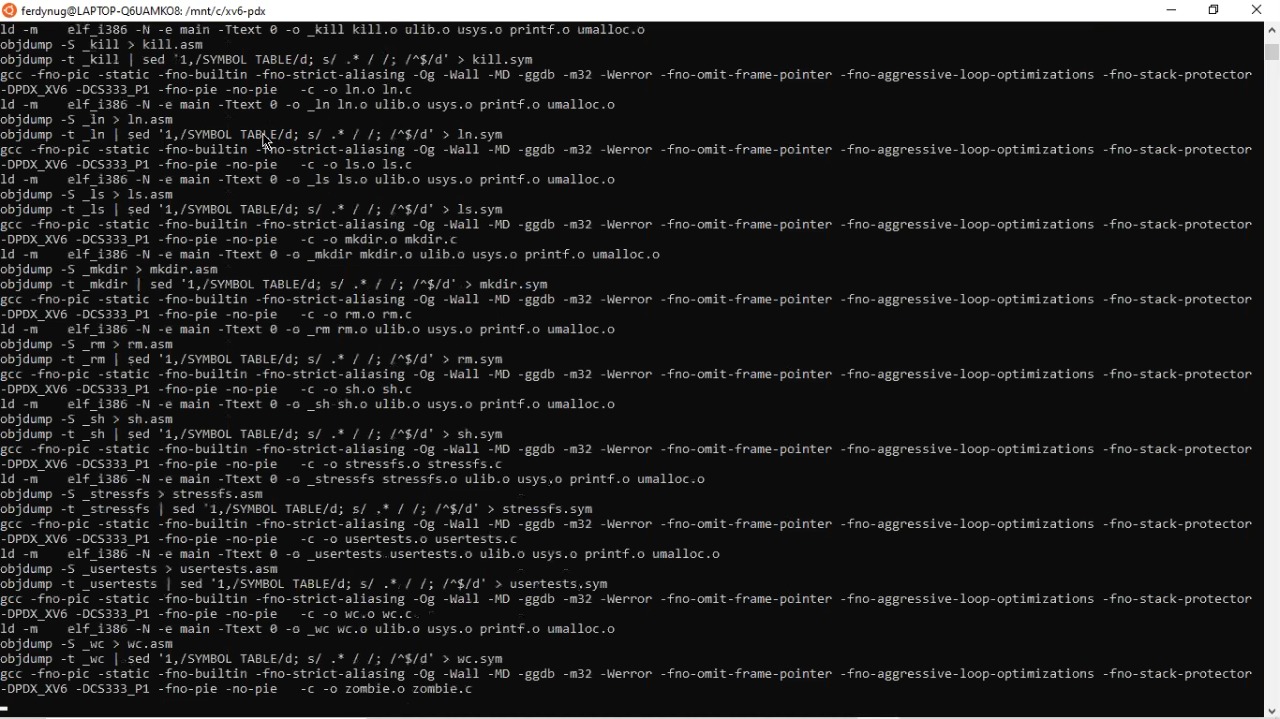 ferdynug@LAPTOP-Q6UAMKO8: /mnt/c/xv6-pdx
ld -m    elf_i386 -N -e main -Ttext 0 -o _kill kill.o ulib.o usys.o printf.o umalloc.o
objdump -S _kill > kill.asm
objdump -t _kill | sed '1,/SYMBOL TABLE/d; s/ .* / /; /^$/d' > kill.sym
gcc -fno-pic -static -fno-builtin -fno-strict-aliasing -Og -Wall -MD -ggdb -m32 -Werror -fno-omit-frame-pointer -fno-aggressive-loop-optimizations -fno-stack-protector
-DPDX_XV6 -DCS333_P1 -fno-pie -no-pie   -c -o ln.o ln.c
ld -m    elf_i386 -N -e main -Ttext 0 -o _ln ln.o ulib.o usys.o printf.o umalloc.o
objdump -S _ln > ln.asm
objdump -t _ln | sed '1,/SYMBOL TABLE/d; s/ .* / /; /^$/d' > ln.sym
gcc -fno-pic -static -fno-builtin -fno-strict-aliasing -Og -Wall -MD -ggdb -m32 -Werror -fno-omit-frame-pointer -fno-aggressive-loop-optimizations -fno-stack-protector
-DPDX_XV6 -DCS333_P1 -fno-pie -no-pie   -c -o ls.o ls.c
ld -m    elf_i386 -N -e main -Ttext 0 -o _ls ls.o ulib.o usys.o printf.o umalloc.o
objdump -S _ls > ls.asm
objdump -t _ls | sed '1,/SYMBOL TABLE/d; s/ .* / /; /^$/d' > ls.sym
gcc -fno-pic -static -fno-builtin -fno-strict-aliasing -Og -Wall -MD -ggdb -m32 -Werror -fno-omit-frame-pointer -fno-aggressive-loop-optimizations -fno-stack-protector
-DPDX_XV6 -DCS333_P1 -fno-pie -no-pie   -c -o mkdir.o mkdir.c
ld -m    elf_i386 -N -e main -Ttext 0 -o _mkdir mkdir.o ulib.o usys.o printf.o umalloc.o
objdump -S _mkdir > mkdir.asm
objdump -t _mkdir | sed '1,/SYMBOL TABLE/d; s/ .* / /; /^$/d' > mkdir.sym
gcc -fno-pic -static -fno-builtin -fno-strict-aliasing -Og -Wall -MD -ggdb -m32 -Werror -fno-omit-frame-pointer -fno-aggressive-loop-optimizations -fno-stack-protector
-DPDX_XV6 -DCS333_P1 -fno-pie -no-pie   -c -o rm.o rm.c
ld -m    elf_i386 -N -e main -Ttext 0 -o _rm rm.o ulib.o usys.o printf.o umalloc.o
objdump -S _rm > rm.asm
objdump -t _rm | sed '1,/SYMBOL TABLE/d; s/ .* / /; /^$/d' > rm.sym
gcc -fno-pic -static -fno-builtin -fno-strict-aliasing -Og -Wall -MD -ggdb -m32 -Werror -fno-omit-frame-pointer -fno-aggressive-loop-optimizations -fno-stack-protector
-DPDX_XV6 -DCS333_P1 -fno-pie -no-pie   -c -o sh.o sh.c
ld -m    elf_i386 -N -e main -Ttext 0 -o _sh sh.o ulib.o usys.o printf.o umalloc.o
objdump -S _sh > sh.asm
objdump -t _sh | sed '1,/SYMBOL TABLE/d; s/ .* / /; /^$/d' > sh.sym
gcc -fno-pic -static -fno-builtin -fno-strict-aliasing -Og -Wall -MD -ggdb -m32 -Werror -fno-omit-frame-pointer -fno-aggressive-loop-optimizations -fno-stack-protector
-DPDX_XV6 -DCS333_P1 -fno-pie -no-pie   -c -o stressfs.o stressfs.c
ld -m    elf_i386 -N -e main -Ttext 0 -o _stressfs stressfs.o ulib.o usys.o printf.o umalloc.o
objdump -S _stressfs > stressfs.asm
objdump -t _stressfs | sed '1,/SYMBOL TABLE/d; s/ .* / /; /^$/d' > stressfs.sym
gcc -fno-pic -static -fno-builtin -fno-strict-aliasing -Og -Wall -MD -ggdb -m32 -Werror -fno-omit-frame-pointer -fno-aggressive-loop-optimizations -fno-stack-protector
-DPDX_XV6 -DCS333_P1 -fno-pie -no-pie   -c -o usertests.o usertests.c
ld -m    elf_i386 -N -e main -Ttext 0 -o _usertests usertests.o ulib.o usys.o printf.o umalloc.o
objdump -S _usertests > usertests.asm
objdump -t _usertests | sed '1,/SYMBOL TABLE/d; s/ .* / /; /^$/d' > usertests.sym
gcc -fno-pic -static -fno-builtin -fno-strict-aliasing -Og -Wall -MD -ggdb -m32 -Werror -fno-omit-frame-pointer -fno-aggressive-loop-optimizations -fno-stack-protector
-DPDX_XV6 -DCS333_P1 -fno-pie -no-pie   -c -o wc.o wc.c
ld -m    elf_i386 -N -e main -Ttext 0 -o _wc wc.o ulib.o usys.o printf.o umalloc.o
objdump -S _wc > wc.asm
objdump -t _wc | sed '1,/SYMBOL TABLE/d; s/ .* / /; /^$/d' > wc.sym
gcc -fno-pic -static -fno-builtin -fno-strict-aliasing -Og -Wall -MD -ggdb -m32 -Werror -fno-omit-frame-pointer -fno-aggressive-loop-optimizations -fno-stack-protector
-DPDX_XV6 -DCS333_P1 -fno-pie -no-pie   -c -o zombie.o zombie.c